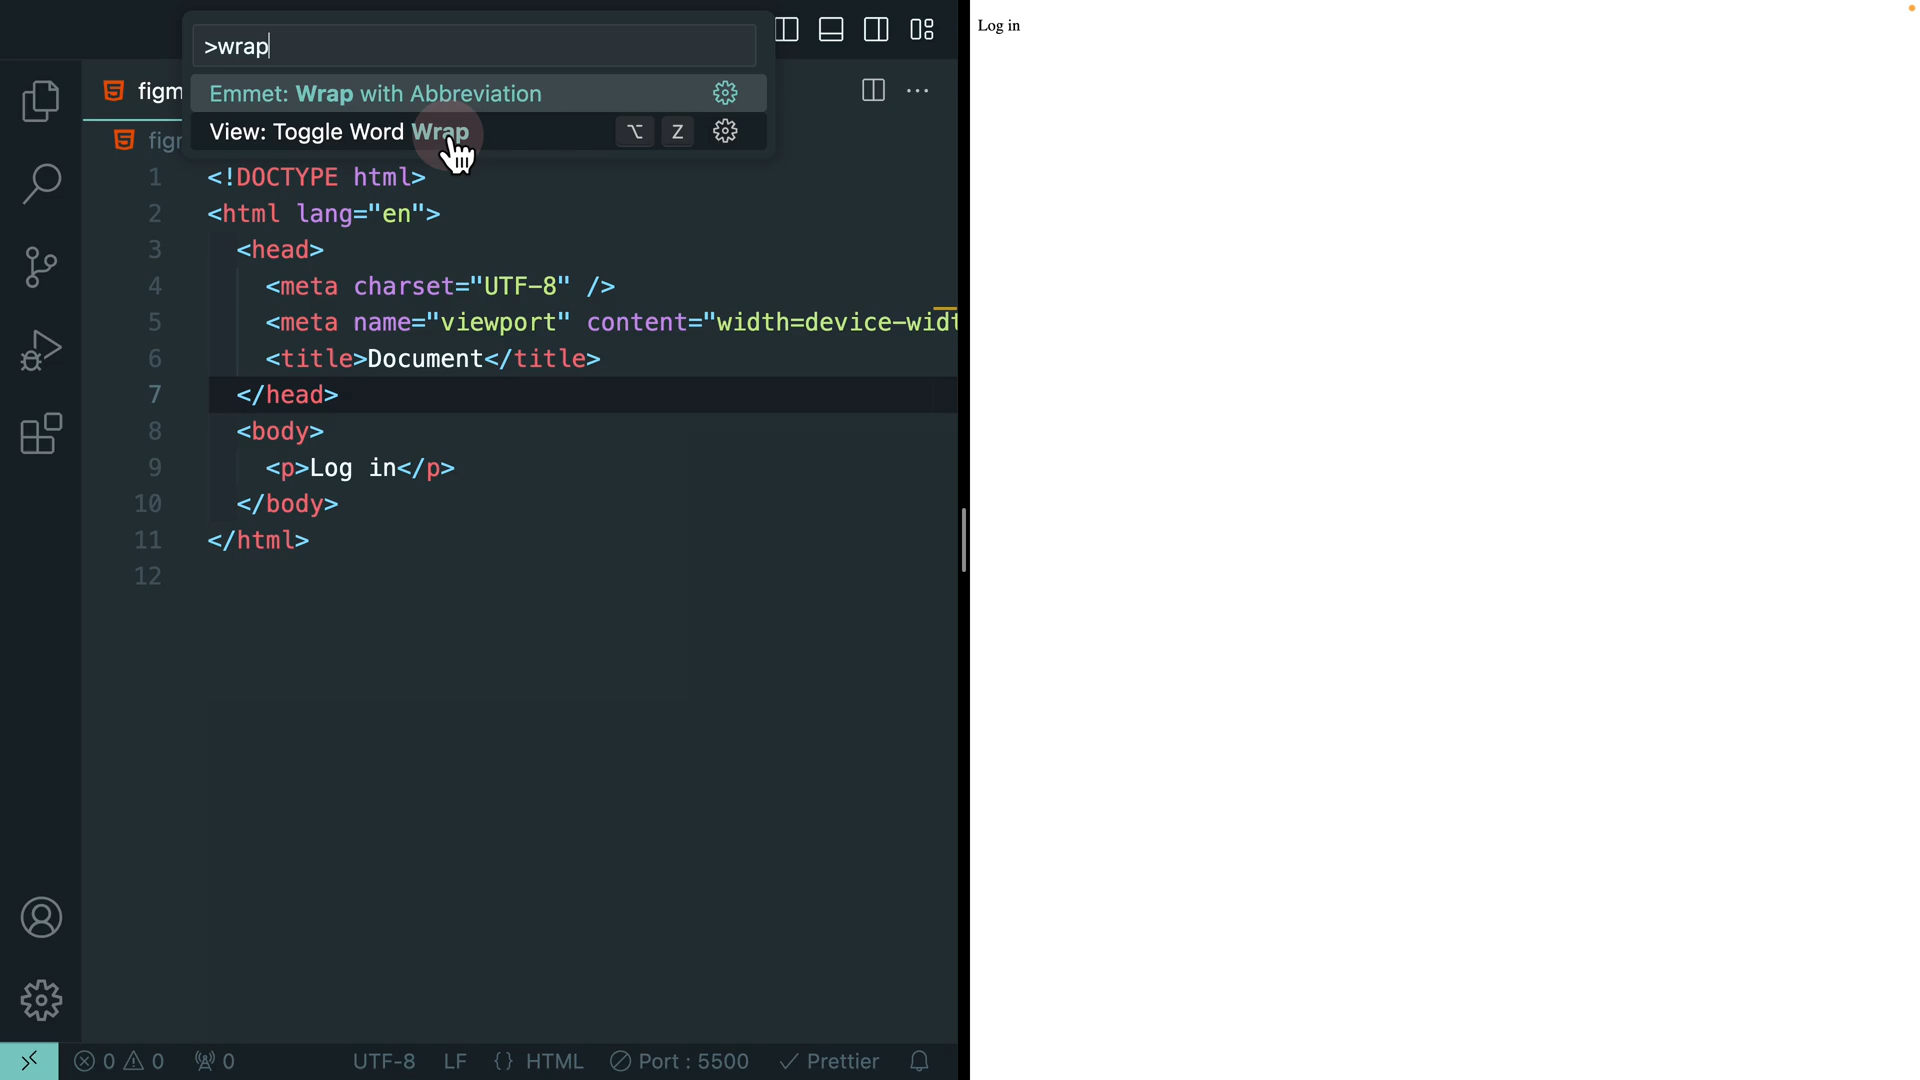 >wrap
Emmet: Wrap with Abbreviation
View: Toggle Word Wrap ⌥ Z
figm
figr
1 <!DOCTYPE html>
2 <html lang="en">
3 <head>
4 <meta charset="UTF-8" />
5 <meta name="viewport" content="width=device-widt
6 <title>Document</title>
7 </head>
8 <body>
9 <p>Log in</p>
10 </body>
11 </html>
12
0 0 0 UTF-8 LF {} HTML Port : 5500 Prettier
Log in